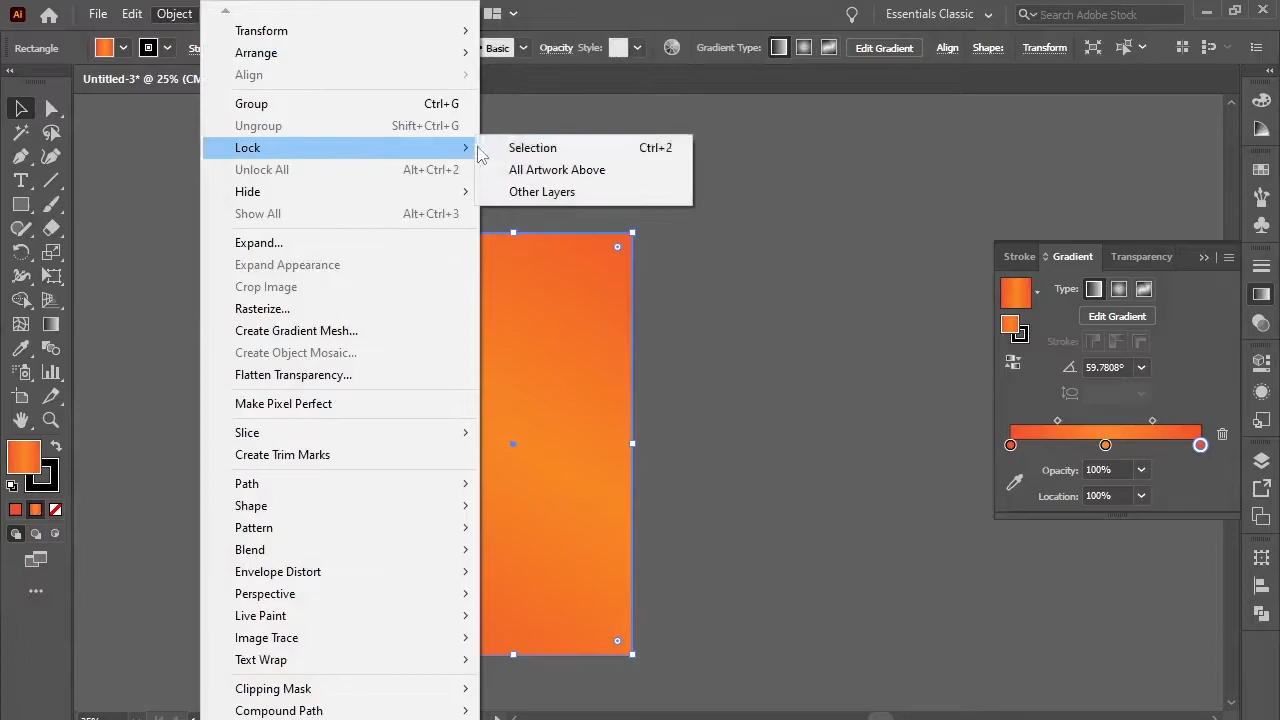 Ai File Edit Object Essentials Classic Search Adobe Stock
Rectangle Basic Opacity Style: Gradient Type: Edit Gradient Align Shape: Transform
Untitled-3* @ 25%
Transform
Arrange
Align
Group Ctrl+G
Ungroup Shift+Ctrl+G
Lock
Unlock All Alt+Ctrl+2
Hide
Show All Alt+Ctrl+3
Expand...
Expand Appearance
Crop Image
Rasterize...
Create Gradient Mesh...
Create Object Mosaic...
Flatten Transparency...
Make Pixel Perfect
Slice
Create Trim Marks
Path
Shape
Pattern
Blend
Envelope Distort
Perspective
Live Paint
Image Trace
Text Wrap
Clipping Mask
Compound Path
Selection Ctrl+2
All Artwork Above
Other Layers
Stroke Gradient Transparency
Type:
Edit Gradient
Stroke:
59.7808°
Opacity: 100%
Location: 100%